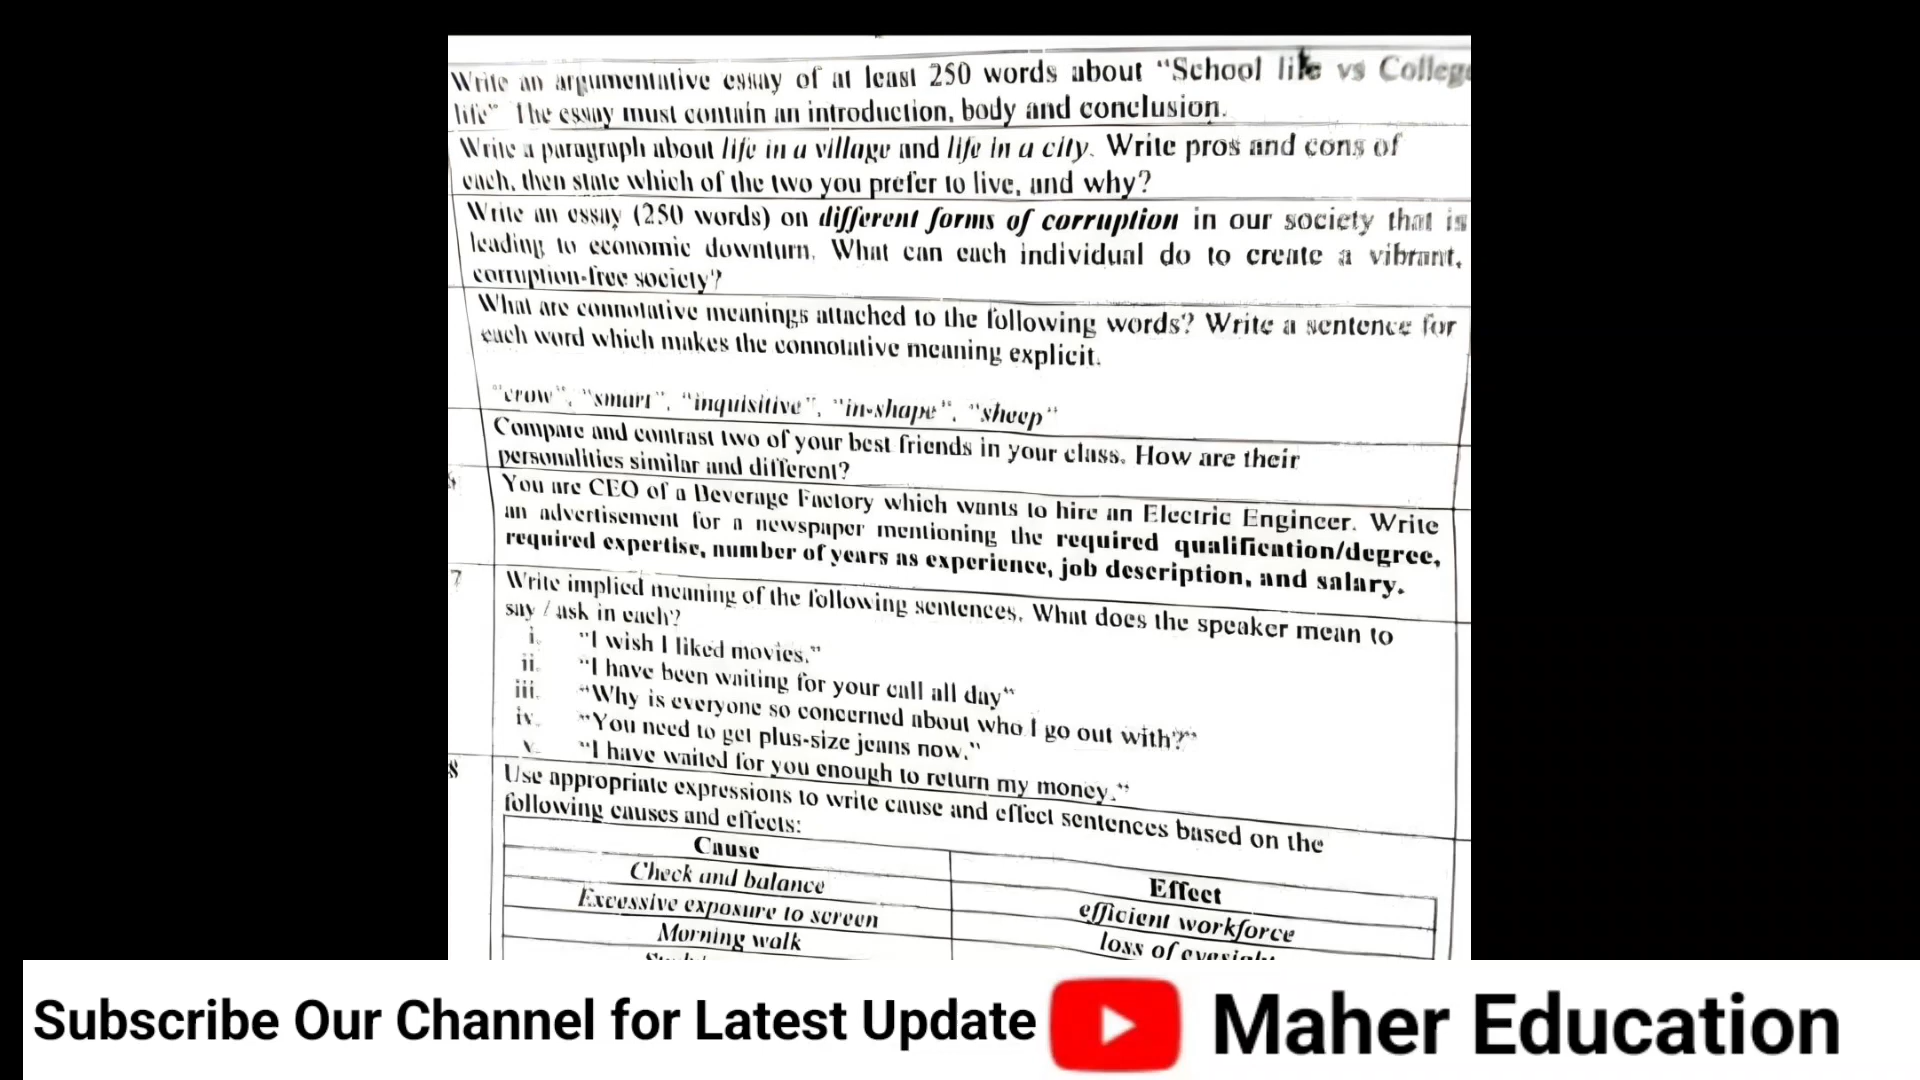 Write an argumentative essay of at least 250 words about "School life vs College
life" The essay must contain an introduction, body and conclusion.
Write a paragraph about life in a village and life in a city. Write pros and cons of
each, then state which of the two you prefer to live, and why?
Write an essay (250 words) on different forms of corruption in our society that is
leading to economic downturn. What can each individual do to create a vibrant,
corruption-free society?
What are connotative meanings attached to the following words? Write a sentence for
each word which makes the connotative meaning explicit.
"crow", "smart", "inquisitive", "in-shape", "sheep"
Compare and contrast two of your best friends in your class. How are their
personalities similar and different?
You are CEO of a Beverage Factory which wants to hire an Electric Engineer. Write
an advertisement for a newspaper mentioning the required qualification/degree,
required expertise, number of years as experience, job description, and salary.
7 Write implied meaning of the following sentences. What does the speaker mean to
say / ask in each?
i. "I wish I liked movies."
ii. "I have been waiting for your call all day"
iii. "Why is everyone so concerned about who I go out with?"
iv. "You need to get plus-size jeans now."
v. "I have waited for you enough to return my money."
8 Use appropriate expressions to write cause and effect sentences based on the
following causes and effects:
Cause Effect
Check and balance efficient workforce
Excessive exposure to screen loss of eyesight
Morning walk
Subscribe Our Channel for Latest Update Maher Education